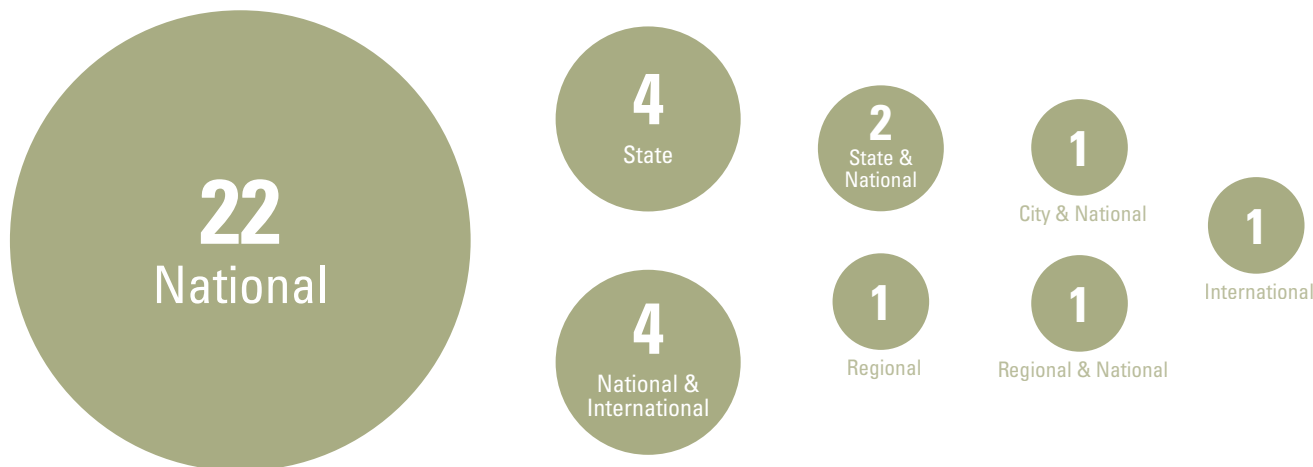 22
National
4
State
4
National &
International
2
State &
National
1
Regional
1
City & National
1
Regional & National
1
International